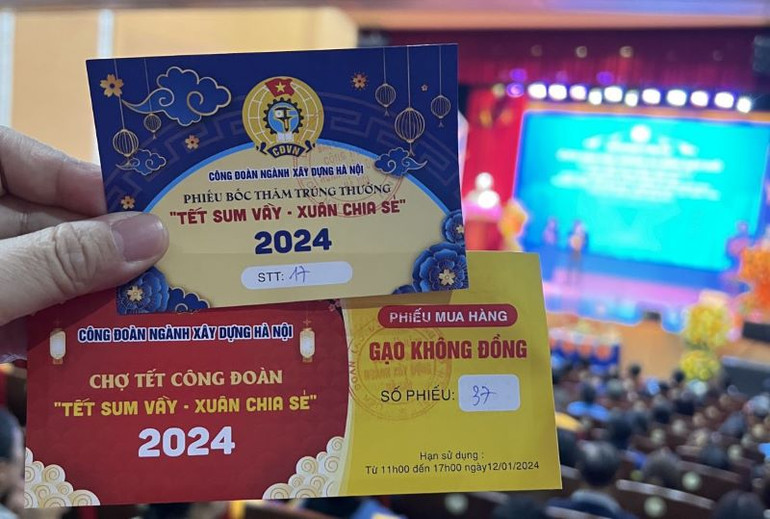 CĐVN
CÔNG ĐOÀN NGÀNH XÂY DỰNG HÀ NỘI
PHIẾU BỐC THĂM TRÚNG THƯỞNG
"TẾT SUM VẦY - XUÂN CHIA SẺ"
2024
STT: 17
CÔNG ĐOÀN NGÀNH XÂY DỰNG HÀ NỘI
CHỢ TẾT CÔNG ĐOÀN
"TẾT SUM VẦY - XUÂN CHIA SẺ"
2024
PHIẾU MUA HÀNG
GẠO KHÔNG ĐỒNG
SỐ PHIẾU: 37
Hạn sử dụng :
Từ 11h00 đến 17h00 ngày12/01/2024